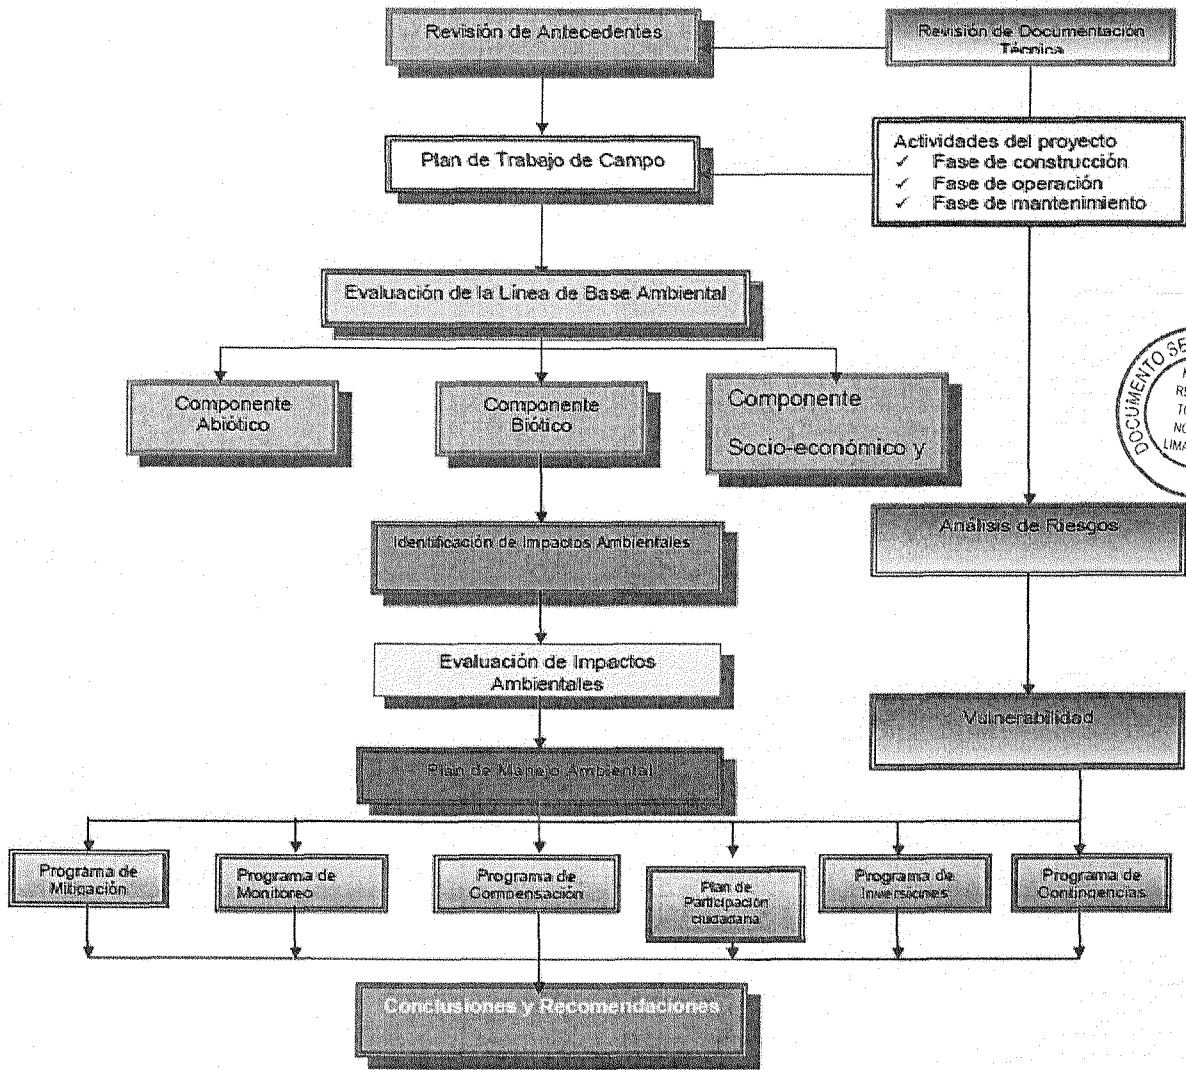 Revisión de Antecedentes
Revisión de Documentación
Técnica
Plan de Trabajo de Campo
Actividades del proyecto
✓ Fase de construcción
✓ Fase de operación
✓ Fase de mantenimiento
Evaluación de la Línea de Base Ambiental
Componente
Abiótico
Componente
Biótico
Componente
Socio-económico y
DOCUMENTO SE
LIMA
Identificación de Impactos Ambientales
Análisis de Riesgos
Evaluación de Impactos
Ambientales
Vulnerabilidad
Plan de Manejo Ambiental
Programa de
Mitigación
Programa de
Monitoreo
Programa de
Compensación
Plan de
Participación
ciudadana
Programa de
Inversiones
Programa de
Contingencias
Conclusiones y Recomendaciones